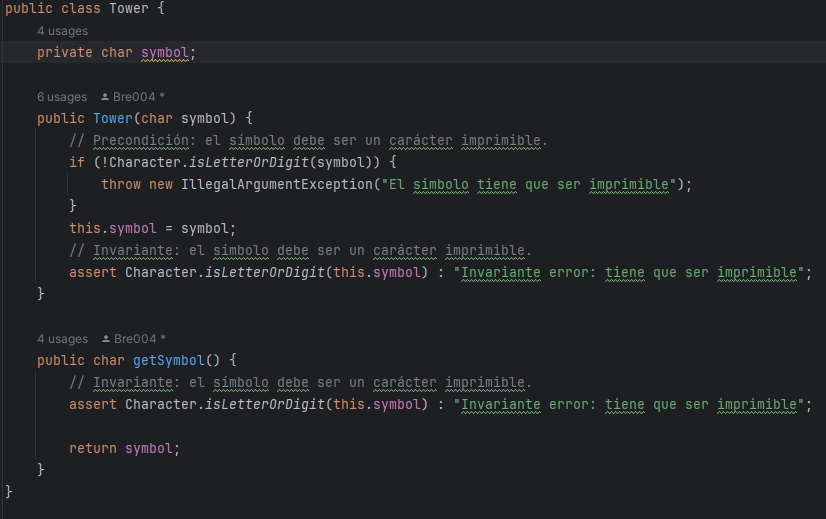 public class Tower {
4 usages
private char symbol;
6 usages Bre004 *
public Tower(char symbol) {
// Precondición: el símbolo debe ser un carácter imprimible.
if (!Character.isLetterOrDigit(symbol)) {
throw new IllegalArgumentException("El simbolo tiene que ser imprimible");
}
this.symbol = symbol;
// Invariante: el símbolo debe ser un carácter imprimible.
assert Character.isLetterOrDigit(this.symbol) : "Invariante error: tiene que ser imprimible";
}
4 usages Bre004 *
public char getSymbol() {
// Invariante: el símbolo debe ser un carácter imprimible.
assert Character.isLetterOrDigit(this.symbol) : "Invariante error: tiene que ser imprimible";
return symbol;
}
}